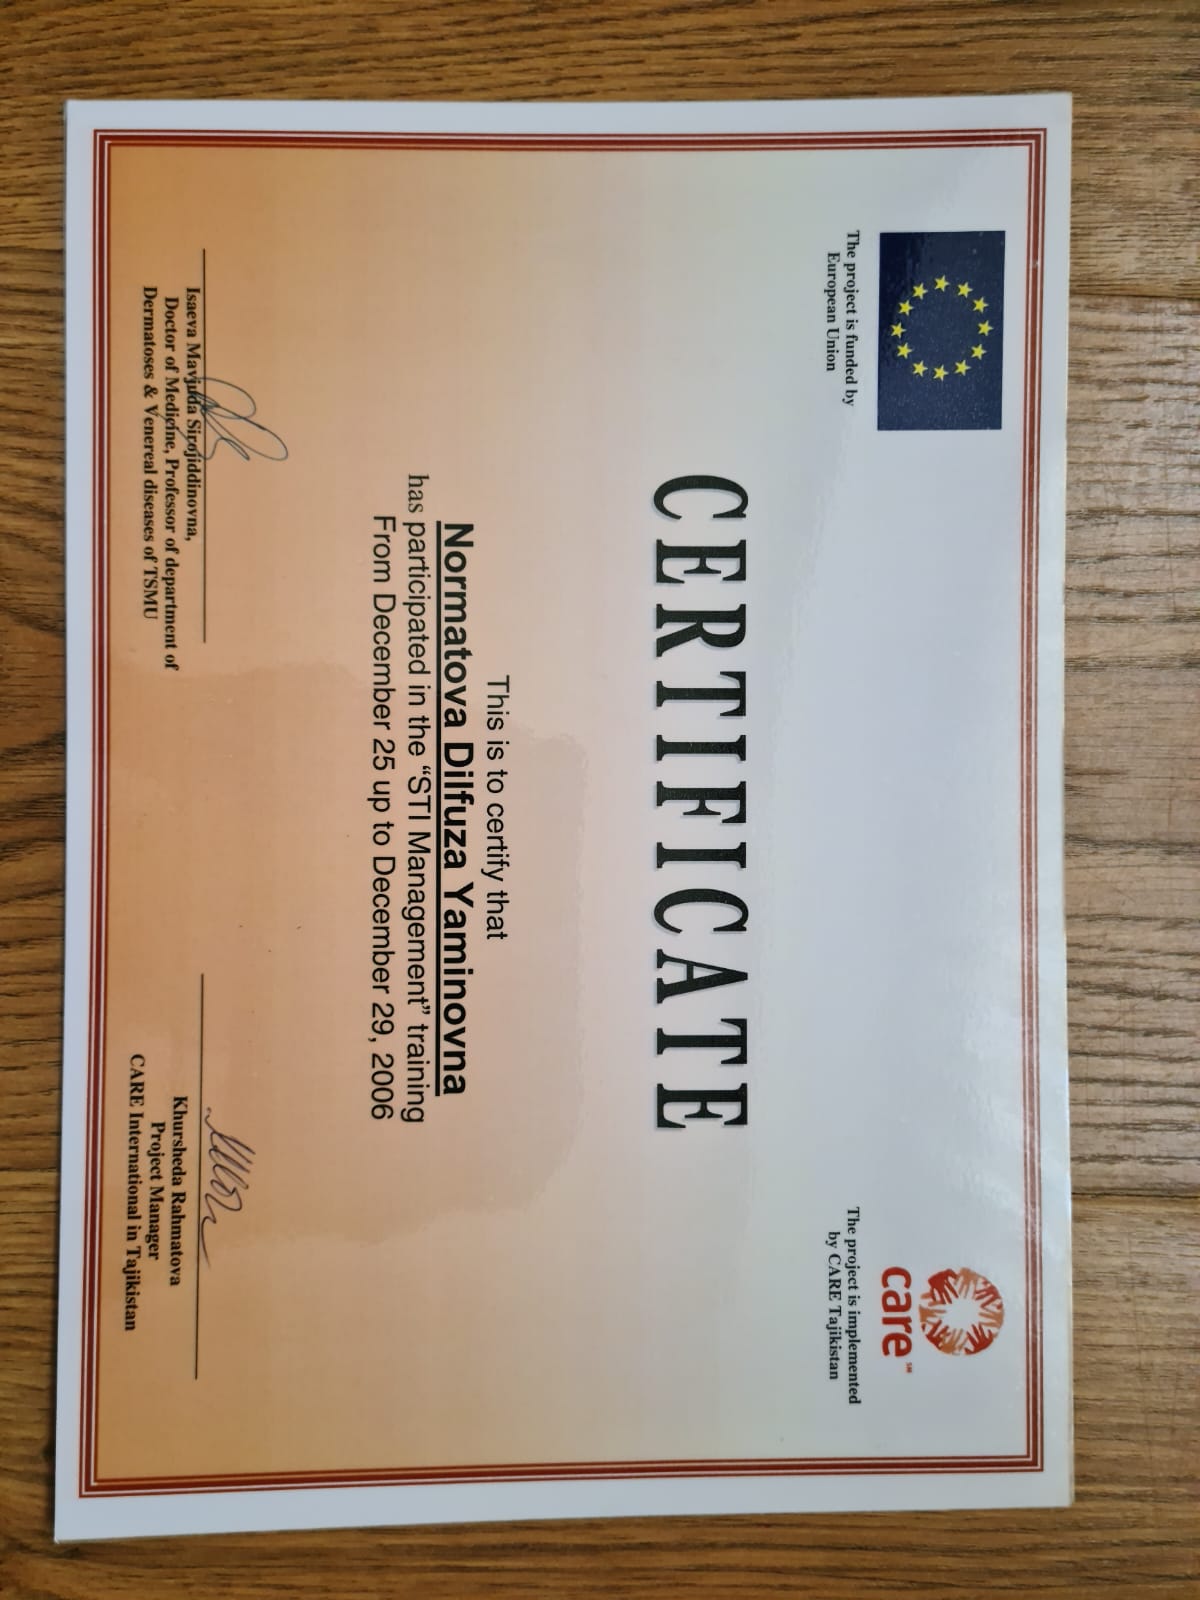 The project is funded by
European Union
care℠
The project is implemented
by CARE Tajikistan
CERTIFICATE
This is to certify that
Normatova Dilfuza Yaminovna
has participated in the “STI Management” training
From December 25 up to December 29, 2006
Isaeva Mavjuda Sirojiddinovna,
Doctor of Medicine, Professor of department of
Dermatoses & Venereal diseases of TSMU
Khursheda Rahmatova
Project Manager
CARE International in Tajikistan